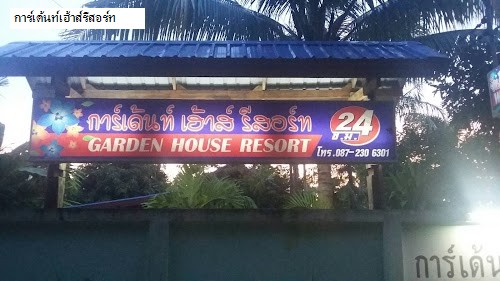 การ์เด้นท์เฮ้าส์รีสอร์ท
การ์เด้นท์ เฮ้าส์ รีสอร์ท
GARDEN HOUSE RESORT
24
ช.ม.
โทร.087-230 6301
การ์เด้น